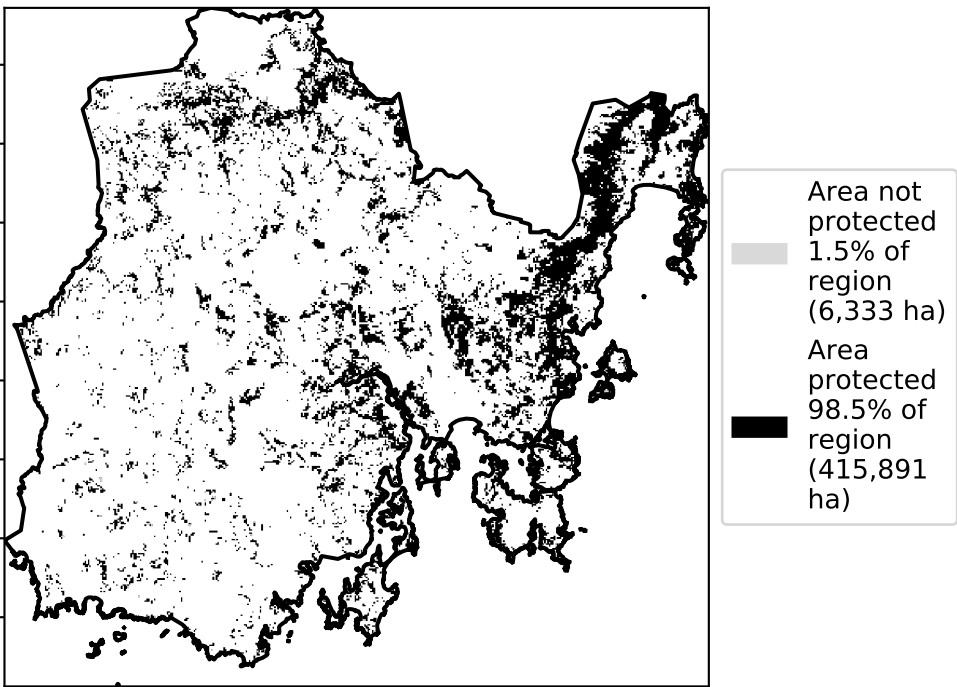 Area not
protected
1.5% of
region
(6,333 ha)
Area
protected
98.5% of
region
(415,891
ha)